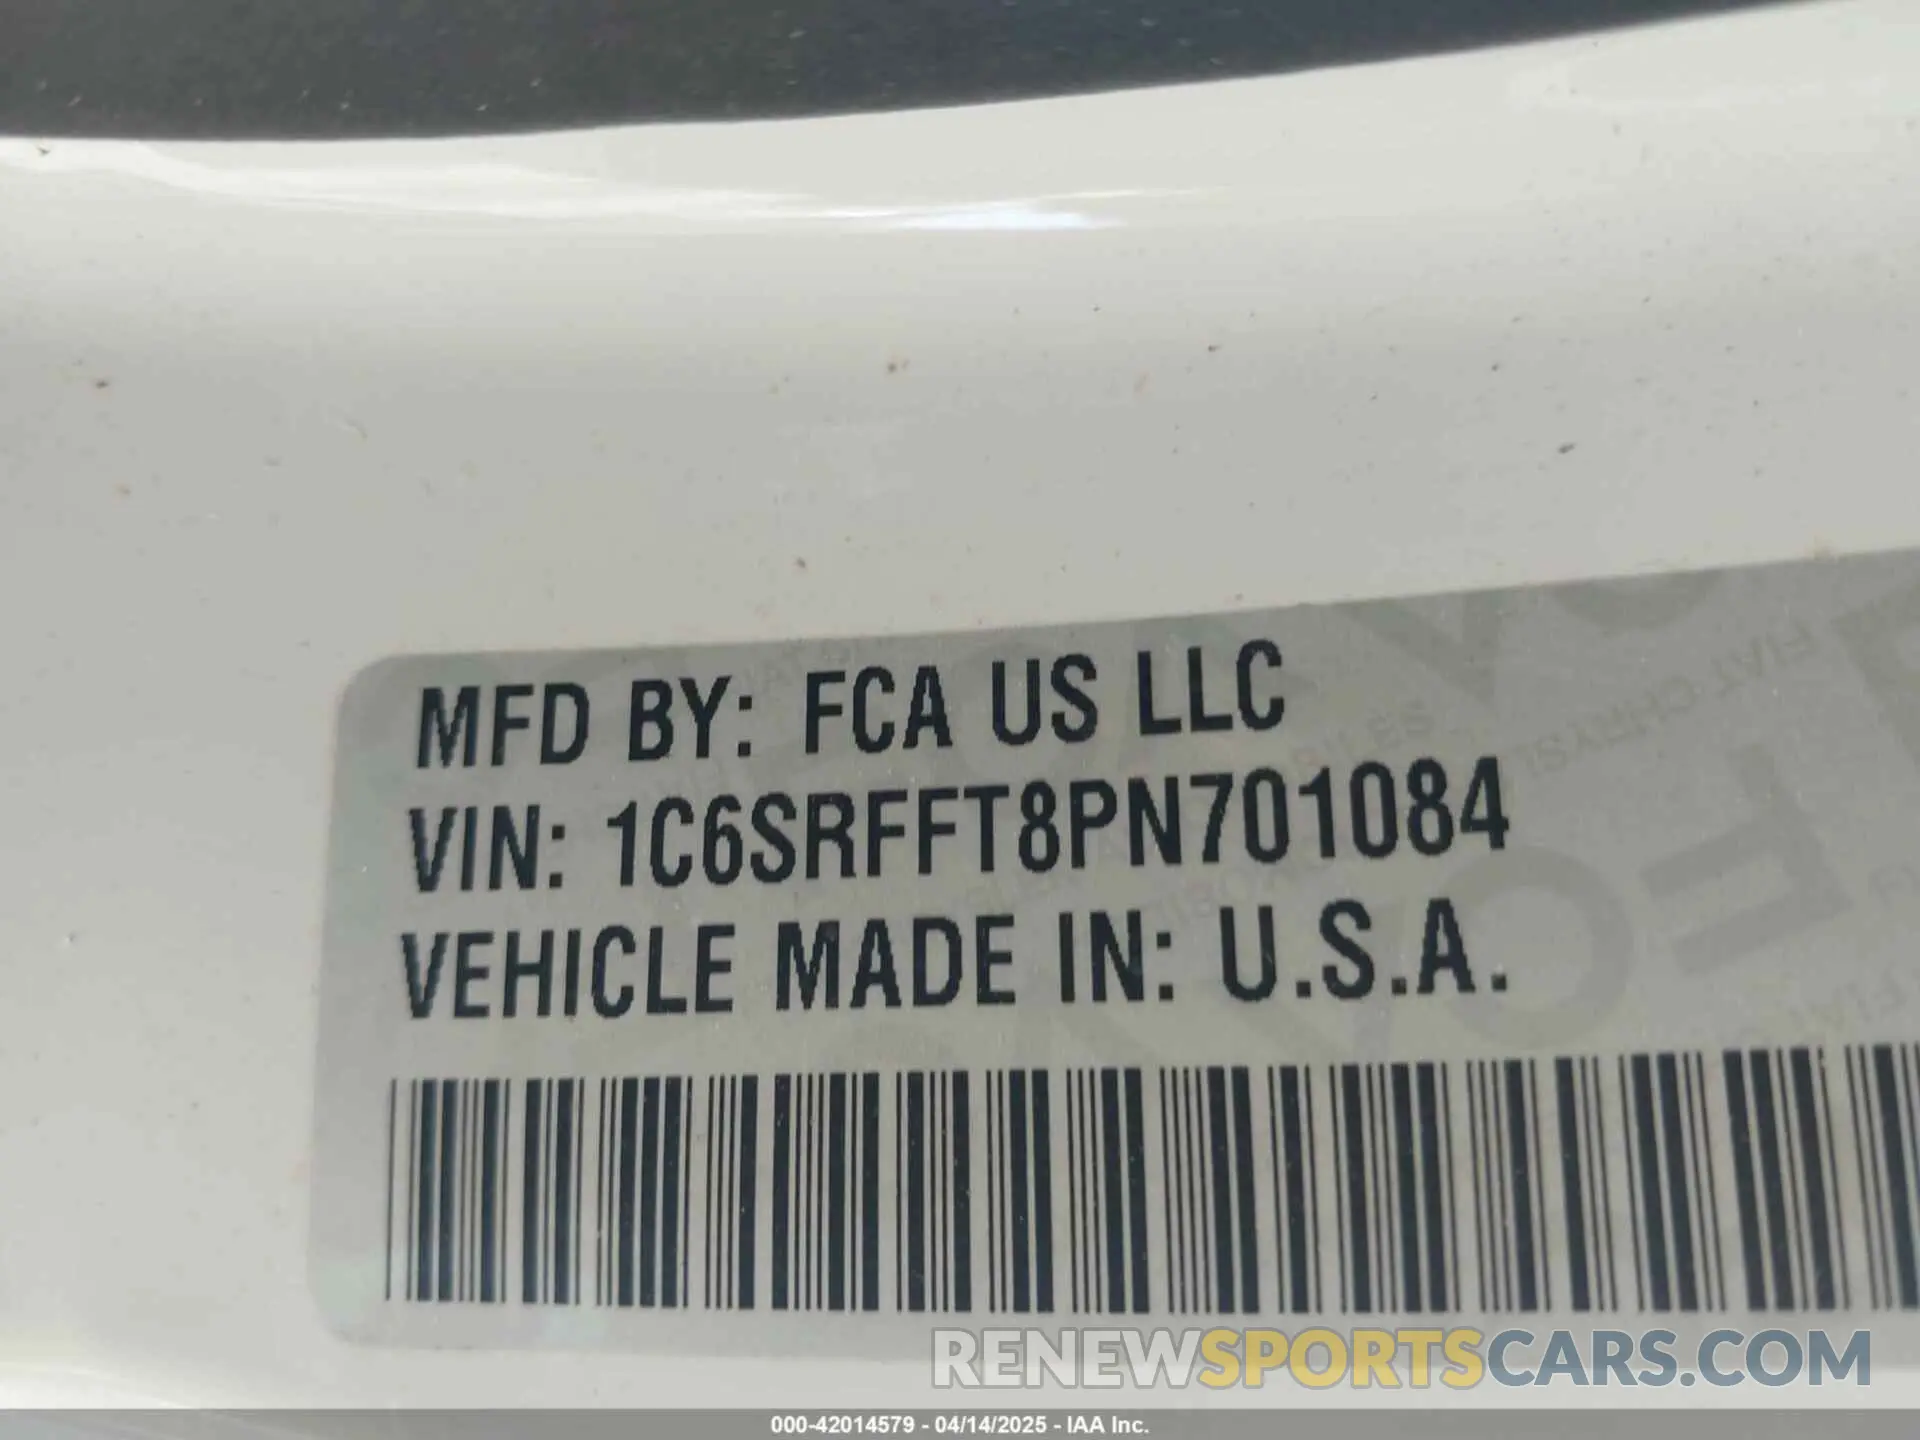 MFD BY: FCA US LLC
VIN: 1C6SRFFT8PN701084
VEHICLE MADE IN: U.S.A.
RENEWSPORTSCARS.COM
000-42014579 - 04/14/2025 - IAA Inc.